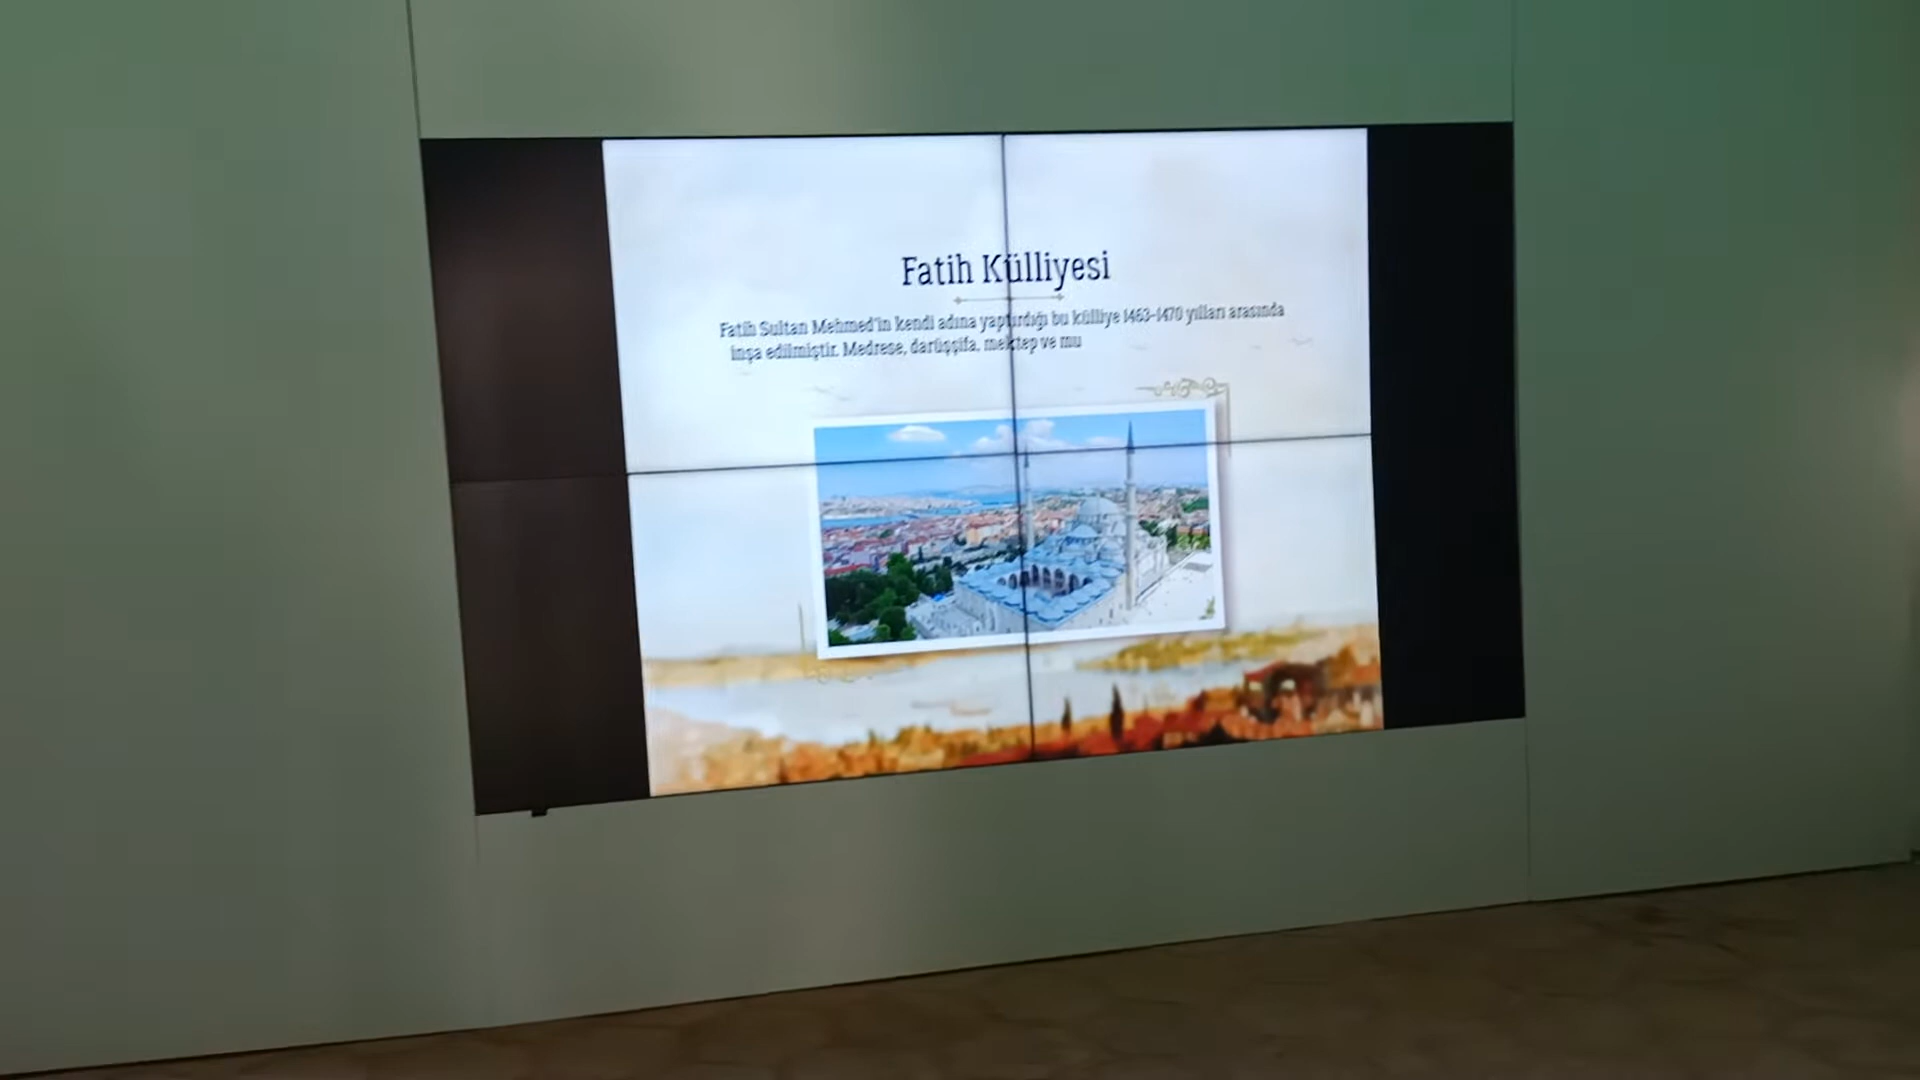 Fatih Külliyesi
Fatih Sultan Mehmed'in kendi adına yaptırdığı bu külliye 1463-1470 yılları arasında
inşa edilmiştir. Medrese, darüşşifa, mektep ve mu